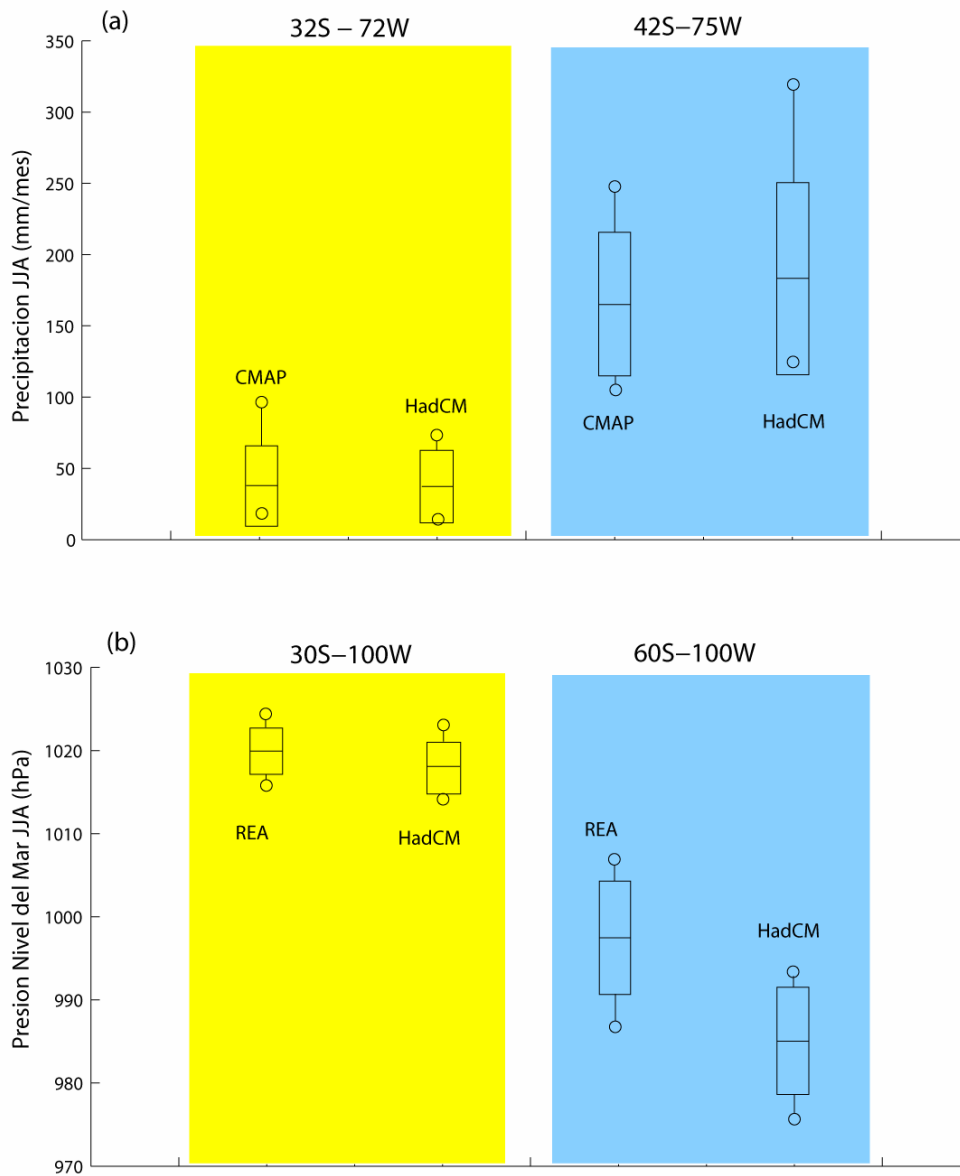 (a)
32S – 72W
42S–75W
350
300
250
200
150
100
50
0
Precipitacion JJA (mm/mes)
CMAP
HadCM
CMAP
HadCM
(b)
30S–100W
60S–100W
1030
1020
1010
1000
990
980
970
Presion Nivel del Mar JJA (hPa)
REA
HadCM
REA
HadCM